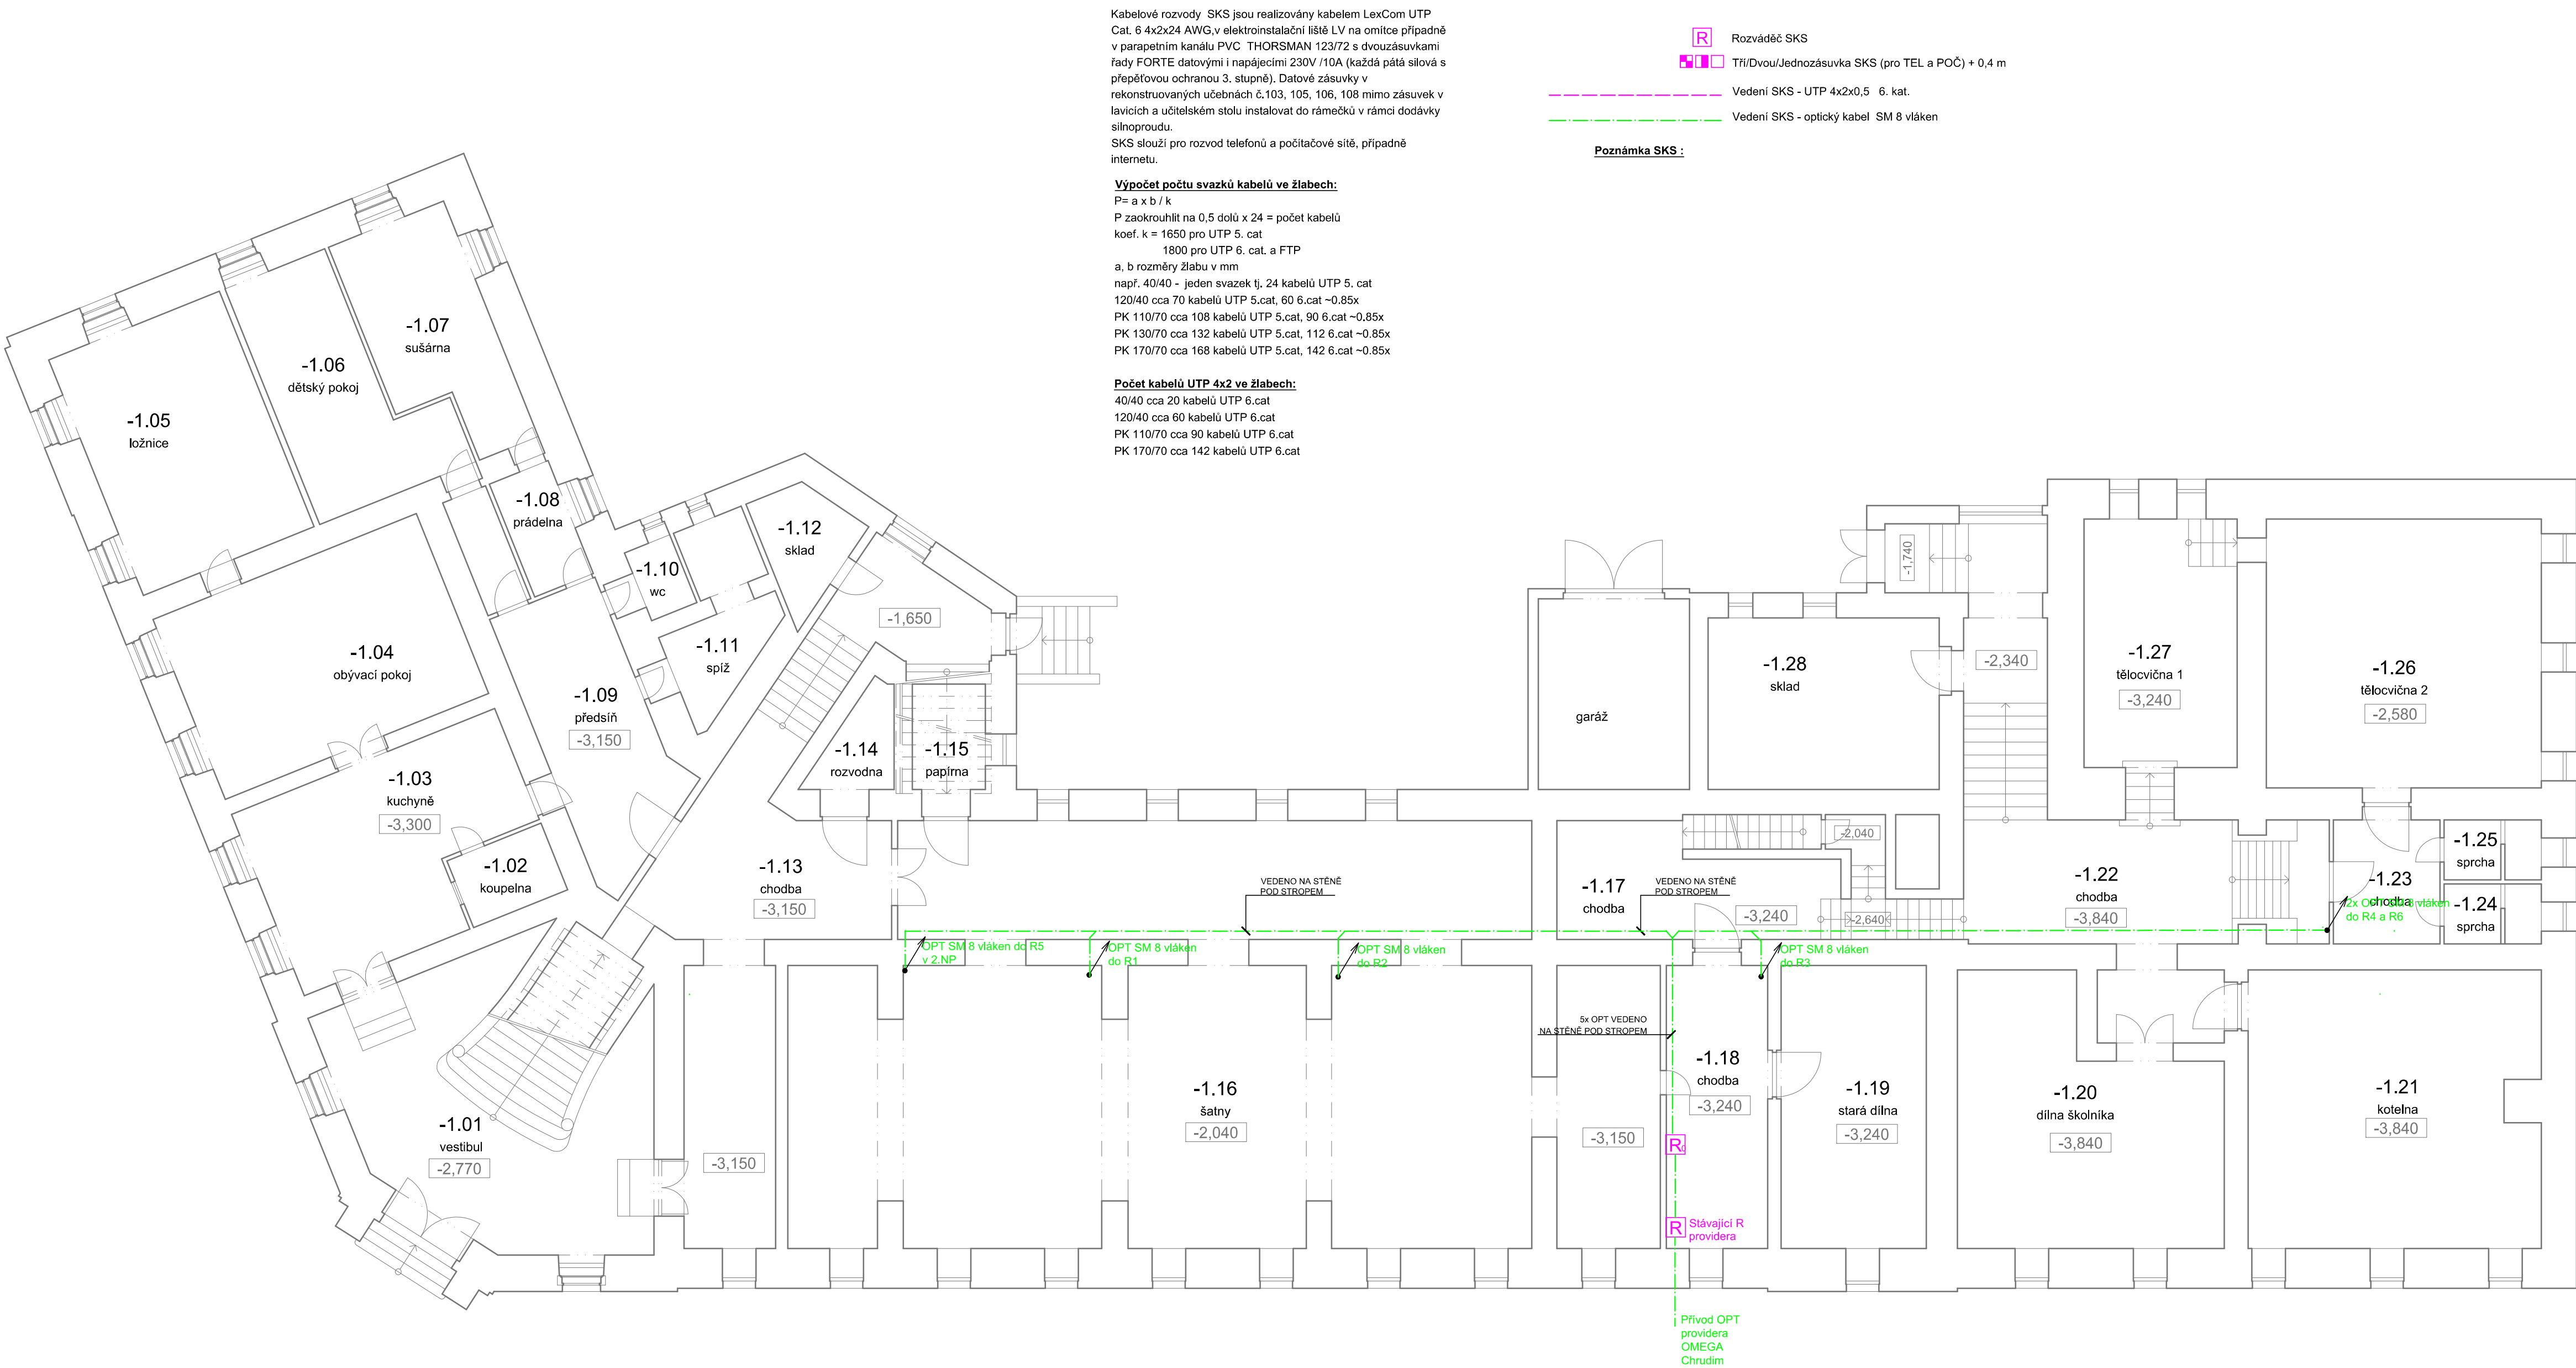 Kabelové rozvody  SKS jsou realizovány kabelem LexCom UTP
Cat. 6 4x2x24 AWG,v elektroinstalační liště LV na omítce případně
v parapetním kanálu PVC  THORSMAN 123/72 s dvouzásuvkami
řady FORTE datovými i napájecími 230V /10A (každá pátá silová s
přepěťovou ochranou 3. stupně). Datové zásuvky v
rekonstruovaných učebnách č.103, 105, 106, 108 mimo zásuvek v
lavicích a učitelském stolu instalovat do rámečků v rámci dodávky
silnoproudu.
SKS slouží pro rozvod telefonů a počítačové sítě, případně
internetu.
Výpočet počtu svazků kabelů ve žlabech:
P= a x b / k
P zaokrouhlit na 0,5 dolů x 24 = počet kabelů
koef. k = 1650 pro UTP 5. cat
1800 pro UTP 6. cat. a FTP
a, b rozměry žlabu v mm
např. 40/40 -  jeden svazek tj. 24 kabelů UTP 5. cat
120/40 cca 70 kabelů UTP 5.cat, 60 6.cat ~0.85x
PK 110/70 cca 108 kabelů UTP 5.cat, 90 6.cat ~0.85x
PK 130/70 cca 132 kabelů UTP 5.cat, 112 6.cat ~0.85x
PK 170/70 cca 168 kabelů UTP 5.cat, 142 6.cat ~0.85x
Počet kabelů UTP 4x2 ve žlabech:
40/40 cca 20 kabelů UTP 6.cat
120/40 cca 60 kabelů UTP 6.cat
PK 110/70 cca 90 kabelů UTP 6.cat
PK 170/70 cca 142 kabelů UTP 6.cat
R Rozváděč SKS
Tří/Dvou/Jednozásuvka SKS (pro TEL a POČ) + 0,4 m
Vedení SKS - UTP 4x2x0,5   6. kat.
Vedení SKS - optický kabel  SM 8 vláken
Poznámka SKS :
-1.07
sušárna
-1.06
dětský pokoj
-1.05
ložnice
-1.08
prádelna
-1.12
sklad
-1.10
wc
-1,650
-1.11
spíž
-1.04
obývací pokoj
-1.09
předsíň
-3,150
-1.03
kuchyně
-3,300
-1.02
koupelna
-1.14
rozvodna
-1.15
papírna
-1.13
chodba
-3,150
-1,740
-2,340
-1.28
sklad
garáž
-1.27
tělocvična 1
-3,240
-1.26
tělocvična 2
-2,580
-2,040
-1.25
sprcha
-1.24
sprcha
-1.23
chodba
2x OPT SM 8 vláken
do R4 a R6
-1.22
chodba
-3,840
-1.17
chodba
-3,240
-2,640
VEDENO NA STĚNĚ
POD STROPEM
VEDENO NA STĚNĚ
POD STROPEM
OPT SM 8 vláken do R5
v 2.NP
OPT SM 8 vláken
do R1
OPT SM 8 vláken
do R2
OPT SM 8 vláken
do R3
5x OPT VEDENO
NA STĚNĚ POD STROPEM
-1.18
chodba
-3,240
-1.19
stará dílna
-3,240
-1.20
dílna školníka
-3,840
-1.21
kotelna
-3,840
-1.16
šatny
-2,040
-3,150
-1.01
vestibul
-2,770
-3,150
R
R
Stávající R
providera
Přívod OPT
providera
OMEGA
Chrudim